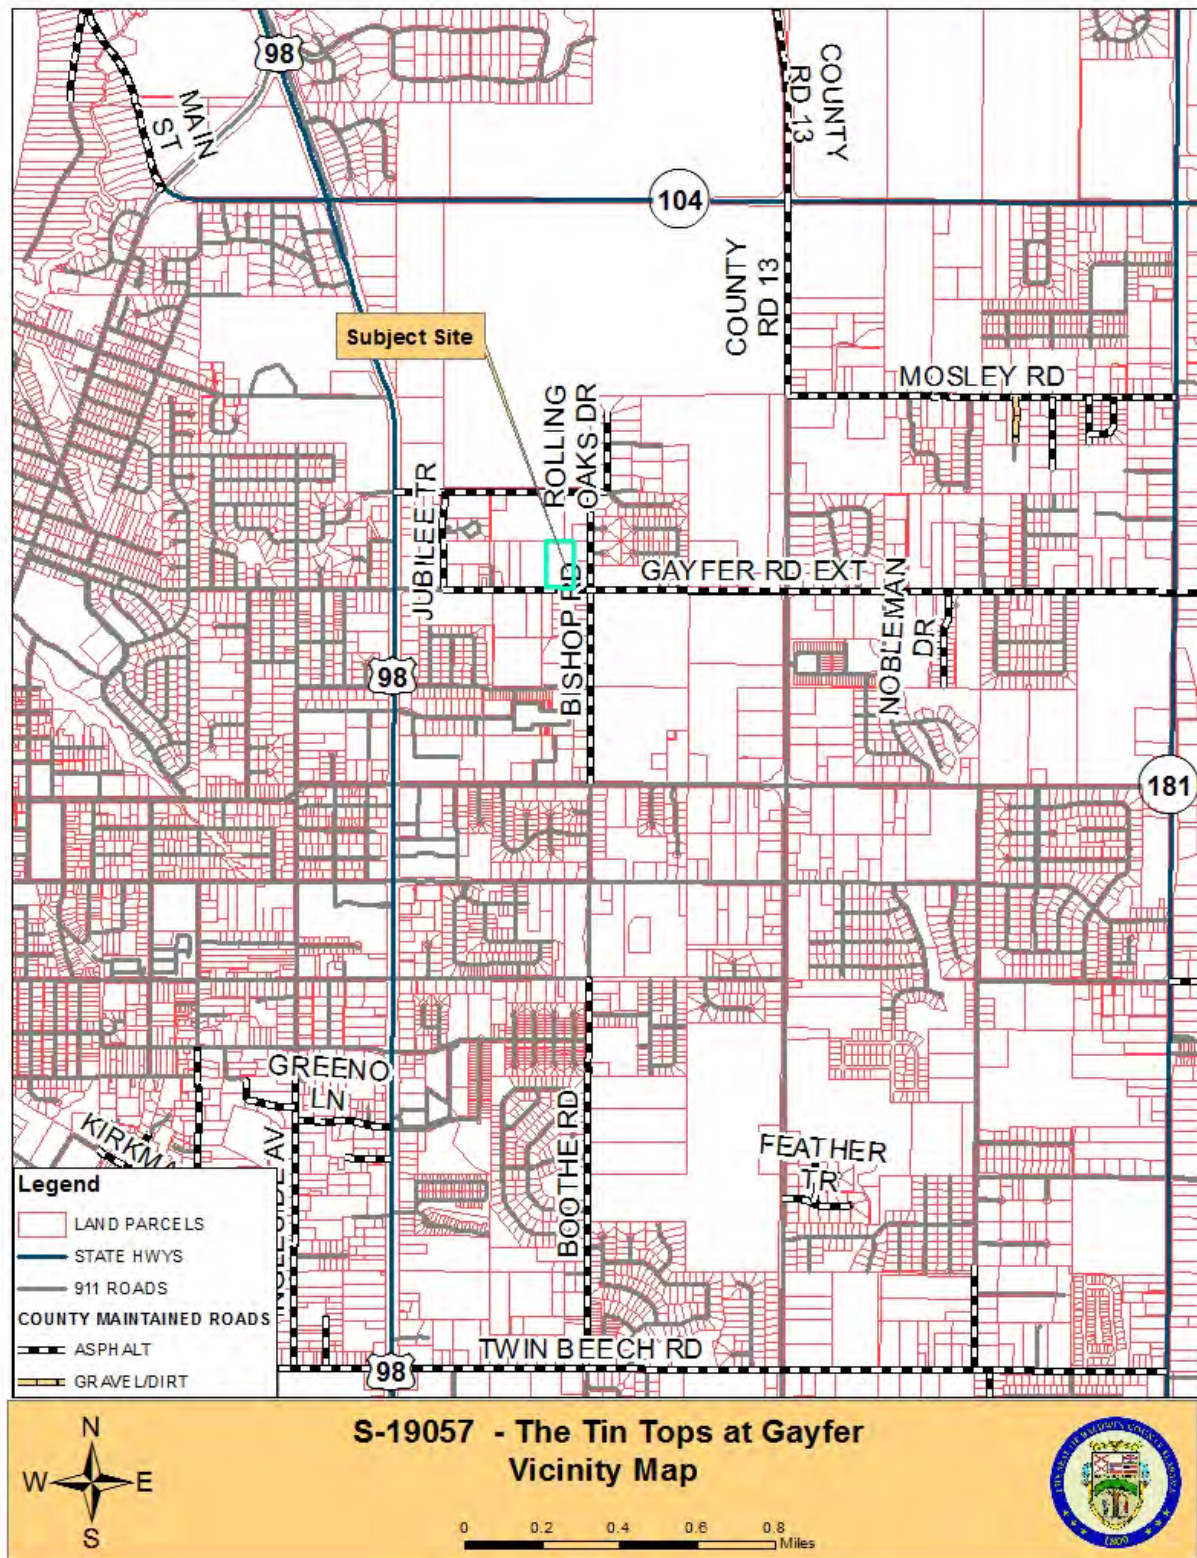 98
MAIN
ST
COUNTY
RD 13
104
COUNTY
RD 13
Subject Site
MOSLEY RD
ROLLING
OAKS DR
JUBILEE TR
GAYFER RD EXT
BISHOP RD
NOBLEMAN
DR
98
181
GREENO
LN
KIRKMA
BOOTHE RD
FEATHER
TR
AV
TWIN BEECH RD
98
Legend
LAND PARCELS
STATE HWYS
911 ROADS
COUNTY MAINTAINED ROADS
ASPHALT
GRAVEL/DIRT
N
W E
S
S-19057 - The Tin Tops at Gayfer
Vicinity Map
0 0.2 0.4 0.6 0.8
Miles
1809